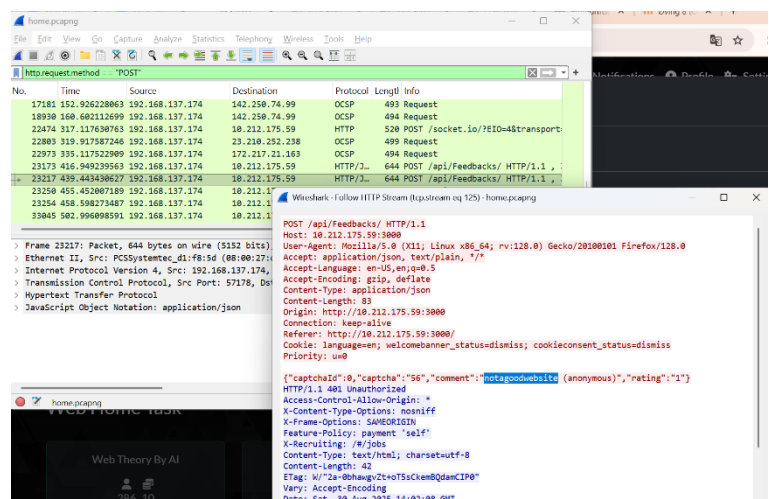 home.pcapng
File Edit View Go Capture Analyze Statistics Telephony Wireless Tools Help
http.request.method == "POST"
No. Time Source Destination Protocol Lengtl Info
17181 152.926228063 192.168.137.174 142.250.74.99 OCSP 493 Request
18930 160.602112699 192.168.137.174 142.250.74.99 OCSP 494 Request
22474 317.117630763 192.168.137.174 10.212.175.59 HTTP 520 POST /socket.io/?EIO=4&transport=
22803 319.917587246 192.168.137.174 23.210.252.238 OCSP 499 Request
22973 335.117522909 192.168.137.174 172.217.21.163 OCSP 494 Request
23173 416.949239563 192.168.137.174 10.212.175.59 HTTP/J… 644 POST /api/Feedbacks/ HTTP/1.1 ,
23217 439.443430627 192.168.137.174 10.212.175.59 HTTP/J… 644 POST /api/Feedbacks/ HTTP/1.1 ,
23250 455.452007189 192.168.137.174 10.212.1
23254 458.598273487 192.168.137.174 10.212.1
33045 502.996098591 192.168.137.174 10.212.1
Frame 23217: Packet, 644 bytes on wire (5152 bits)
Ethernet II, Src: PCSSystemtec_d1:f8:5d (08:00:27:
Internet Protocol Version 4, Src: 192.168.137.174,
Transmission Control Protocol, Src Port: 57178, Dst
Hypertext Transfer Protocol
JavaScript Object Notation: application/json
home.pcapng
Web Home Task
Web Theory By AI
Notifications Profile Setti
Wireshark · Follow HTTP Stream (tcp.stream eq 125) · home.pcapng
POST /api/Feedbacks/ HTTP/1.1
Host: 10.212.175.59:3000
User-Agent: Mozilla/5.0 (X11; Linux x86_64; rv:128.0) Gecko/20100101 Firefox/128.0
Accept: application/json, text/plain, */*
Accept-Language: en-US,en;q=0.5
Accept-Encoding: gzip, deflate
Content-Type: application/json
Content-Length: 83
Origin: http://10.212.175.59:3000
Connection: keep-alive
Referer: http://10.212.175.59:3000/
Cookie: language=en; welcomebanner_status=dismiss; cookieconsent_status=dismiss
Priority: u=0
{"captchaId":0,"captcha":"56","comment":"notagoodwebsite (anonymous)","rating":"1"}
HTTP/1.1 401 Unauthorized
Access-Control-Allow-Origin: *
X-Content-Type-Options: nosniff
X-Frame-Options: SAMEORIGIN
Feature-Policy: payment 'self'
X-Recruiting: /#/jobs
Content-Type: text/html; charset=utf-8
Content-Length: 42
ETag: W/"2a-0bhawgvZt+oT5sCkemBQdamCIP0"
Vary: Accept-Encoding
Date: Sat, 30 Aug 2025 14:02:08 GMT